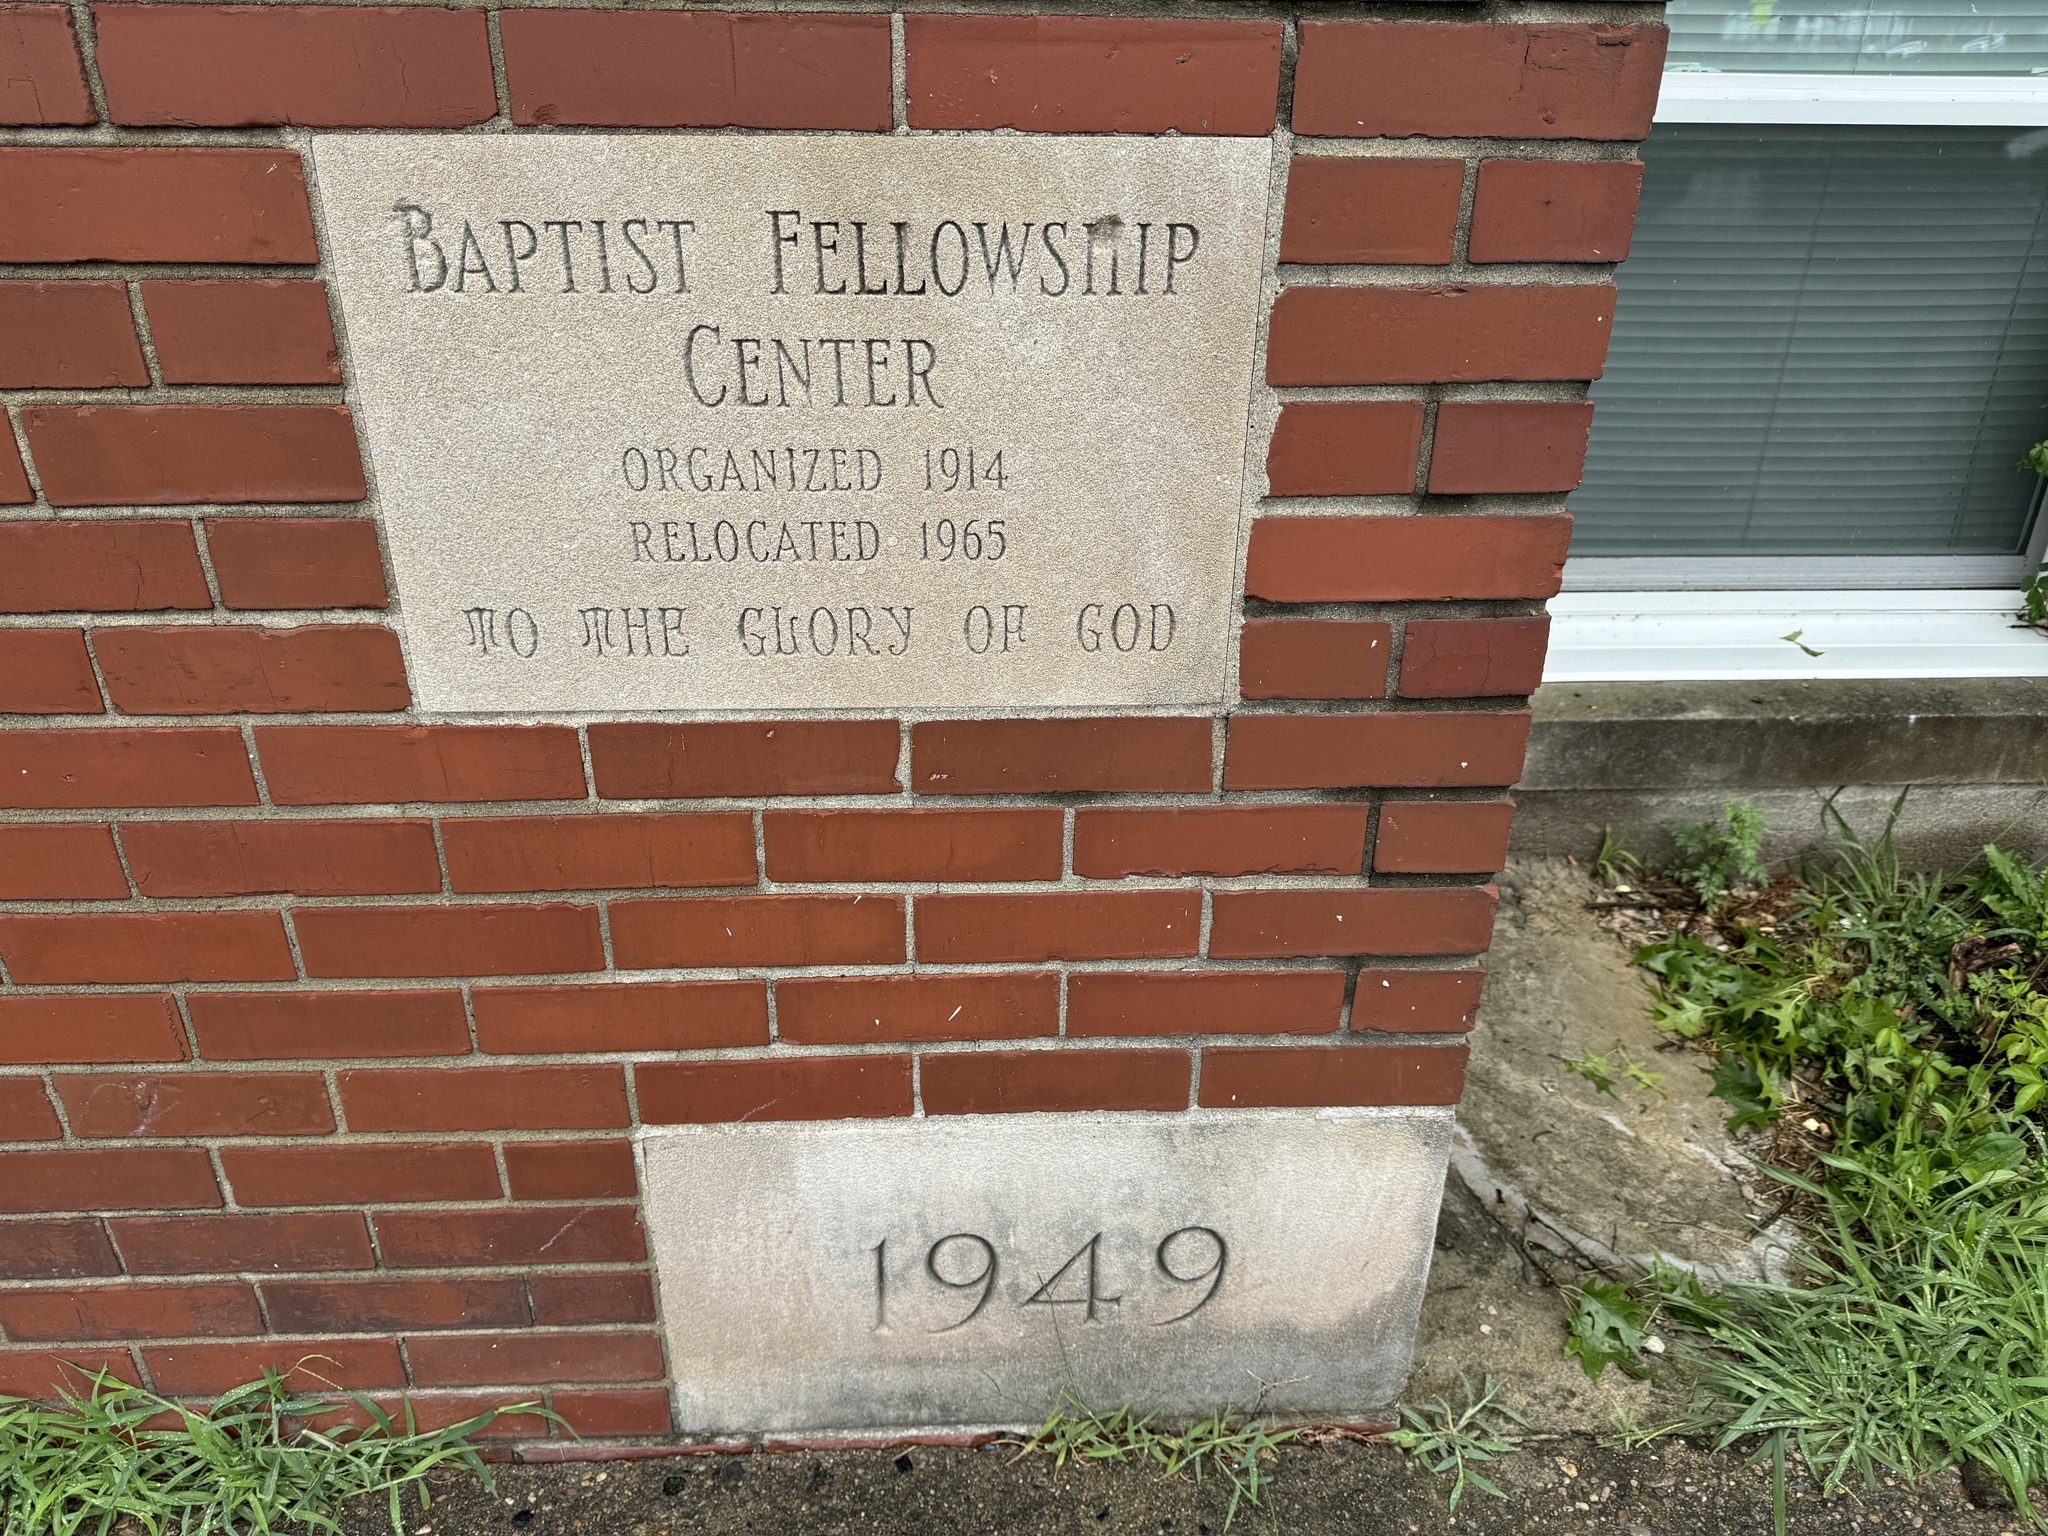 BAPTIST FELLOWSHIP
CENTER
ORGANIZED 1914
RELOCATED 1965
TO THE GLORY OF GOD
1949